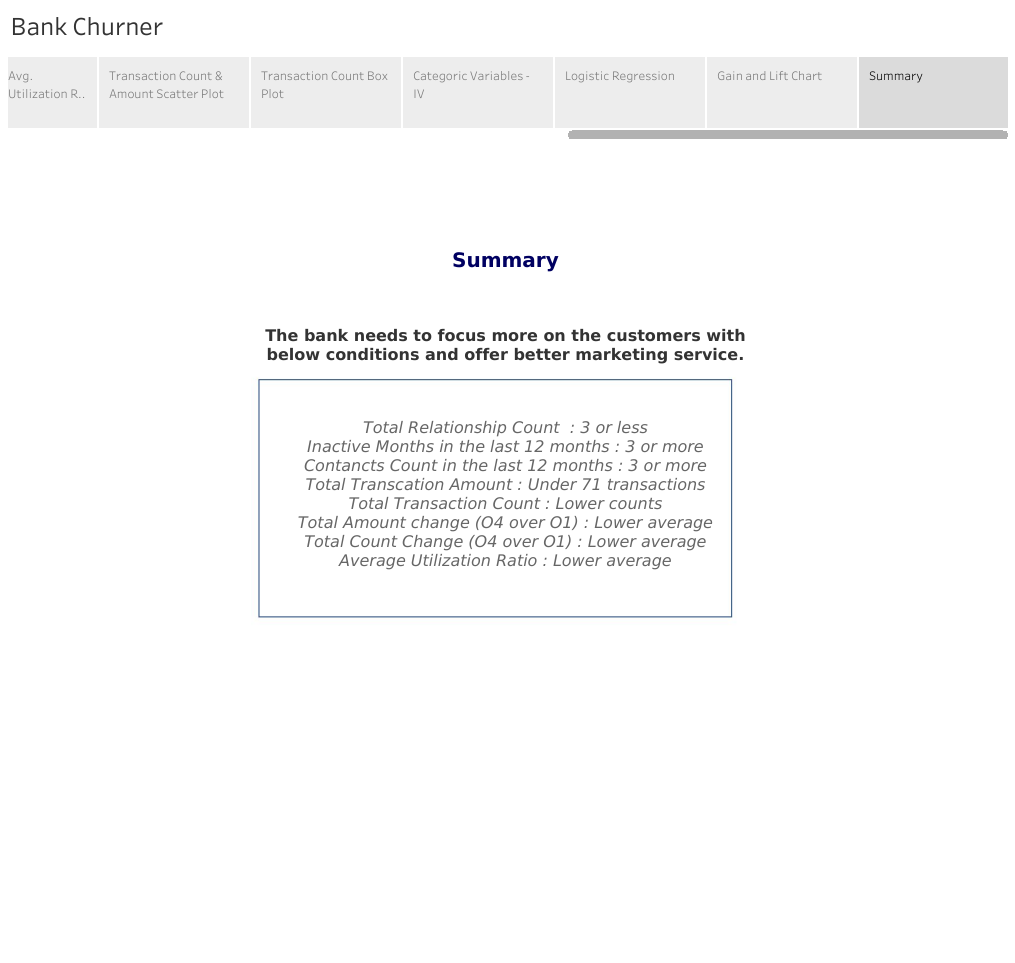 Bank Churner
Avg.
Utilization R..
Transaction Count &
Amount Scatter Plot
Transaction Count Box
Plot
Categoric Variables -
IV
Logistic Regression
Gain and Lift Chart
Summary
Summary
The bank needs to focus more on the customers with
below conditions and offer better marketing service.
Total Relationship Count  : 3 or less
Inactive Months in the last 12 months : 3 or more
Contancts Count in the last 12 months : 3 or more
Total Transcation Amount : Under 71 transactions
Total Transaction Count : Lower counts
Total Amount change (O4 over O1) : Lower average
Total Count Change (O4 over O1) : Lower average
Average Utilization Ratio : Lower average